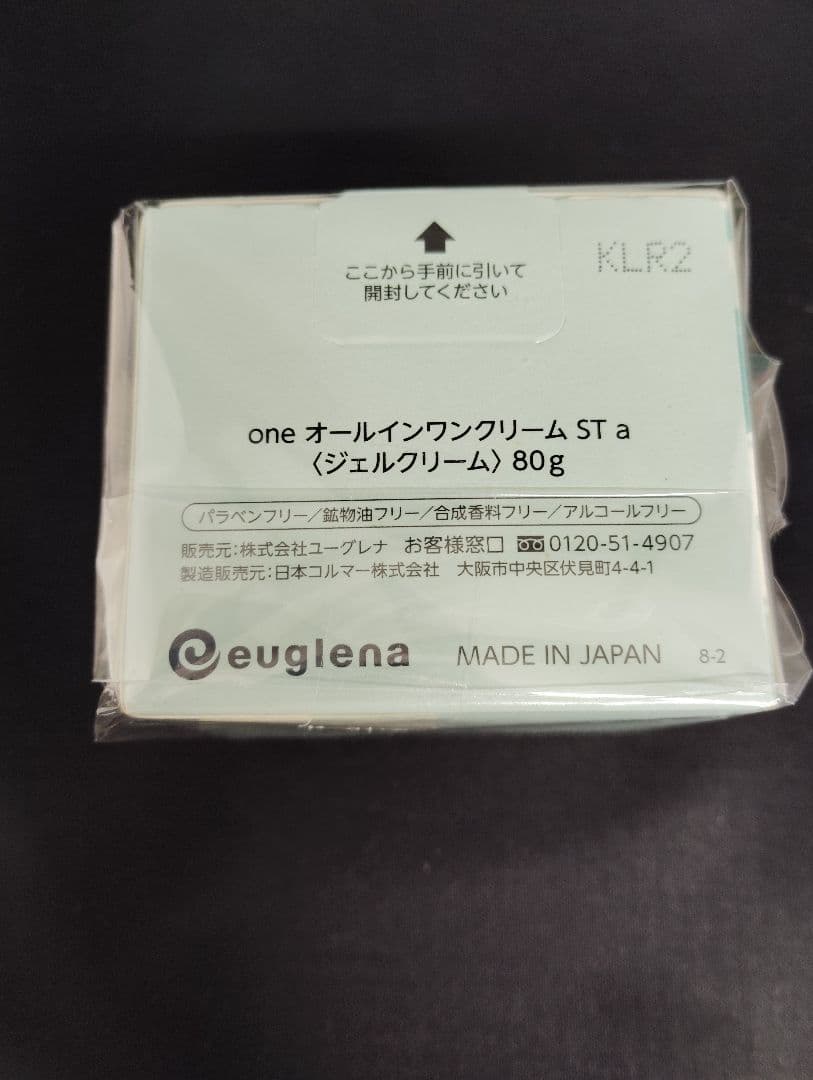 ここから手前に引いて
開封してください
KLR2
one オールインワンクリーム ST a
〈ジェルクリーム〉80g
パラベンフリー/鉱物油フリー/合成香料フリー/アルコールフリー
販売元:株式会社ユーグレナ お客様窓口 0120-51-4907
製造販売元:日本コルマー株式会社 大阪市中央区伏見町4-4-1
euglena MADE IN JAPAN 8-2